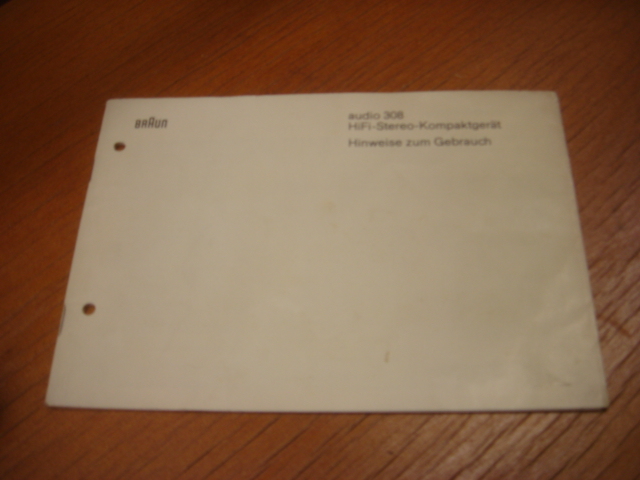 BRAUN
audio 308
HiFi-Stereo-Kompaktgerät
Hinweise zum Gebrauch